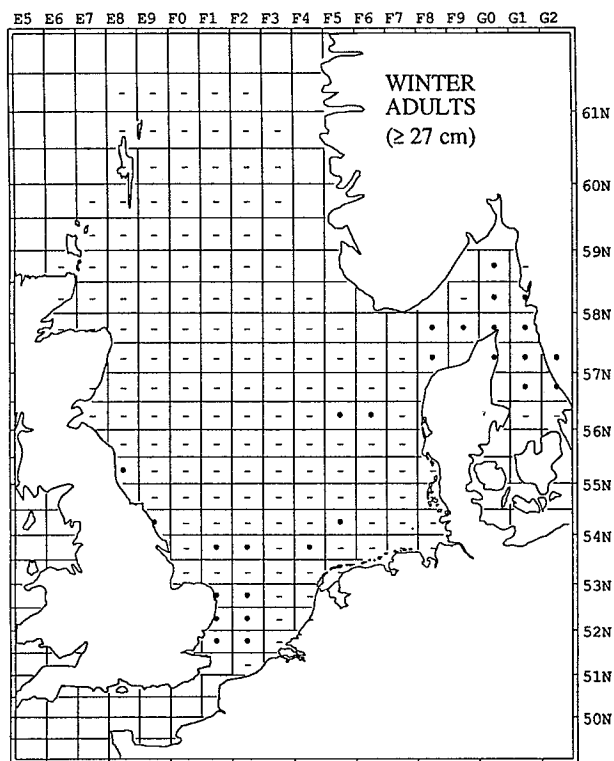 E5 E6 E7 E8 E9 F0 F1 F2 F3 F4 F5 F6 F7 F8 F9 G0 G1 G2
WINTER
ADULTS
(≥ 27 cm)
61N
60N
59N
58N
57N
56N
55N
54N
53N
52N
51N
50N